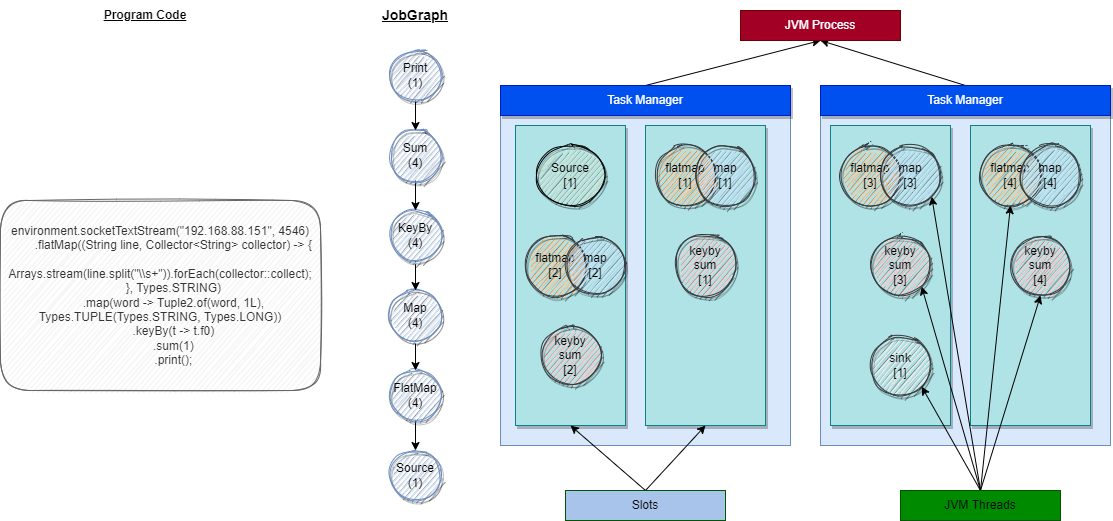 Program Code
JobGraph
environment.socketTextStream("192.168.88.151", 4546)
.flatMap((String line, Collector<String> collector) -> {
Arrays.stream(line.split("\\s+")).forEach(collector::collect);
}, Types.STRING)
.map(word -> Tuple2.of(word, 1L),
Types.TUPLE(Types.STRING, Types.LONG))
.keyBy(t -> t.f0)
.sum(1)
.print();
Print
(1)
Sum
(4)
KeyBy
(4)
Map
(4)
FlatMap
(4)
Source
(1)
JVM Process
Task Manager
Source
[1]
flatmap
[2]
map
[2]
keyby
sum
[2]
flatmap
[1]
map
[1]
keyby
sum
[1]
Slots
Task Manager
flatmap
[3]
map
[3]
keyby
sum
[3]
sink
[1]
flatmap
[4]
map
[4]
keyby
sum
[4]
JVM Threads